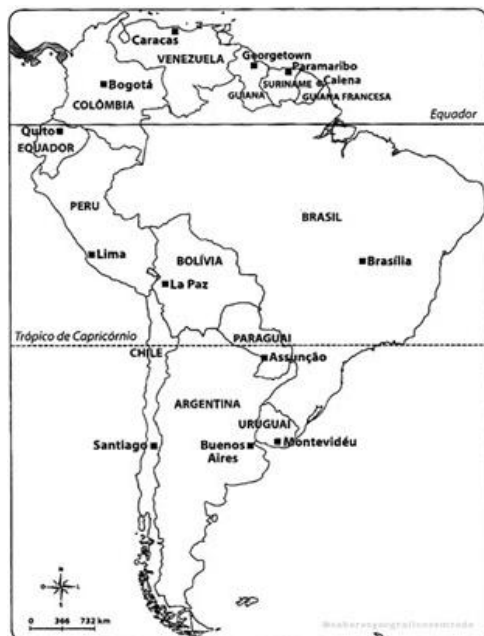 Caracas
VENEZUELA
Georgetown
Paramaribo
Bogotá
SURINAME
Caiena
GUIANA
GUIANA FRANCESA
COLÔMBIA
Equador
Quito
EQUADOR
PERU
BRASIL
Lima
BOLÍVIA
Brasília
La Paz
Trópico de Capricórnio
PARAGUAI
CHILE
Assunção
ARGENTINA
URUGUAI
Santiago
Buenos
Aires
Montevidéu
N
O
L
S
0 366 732 km